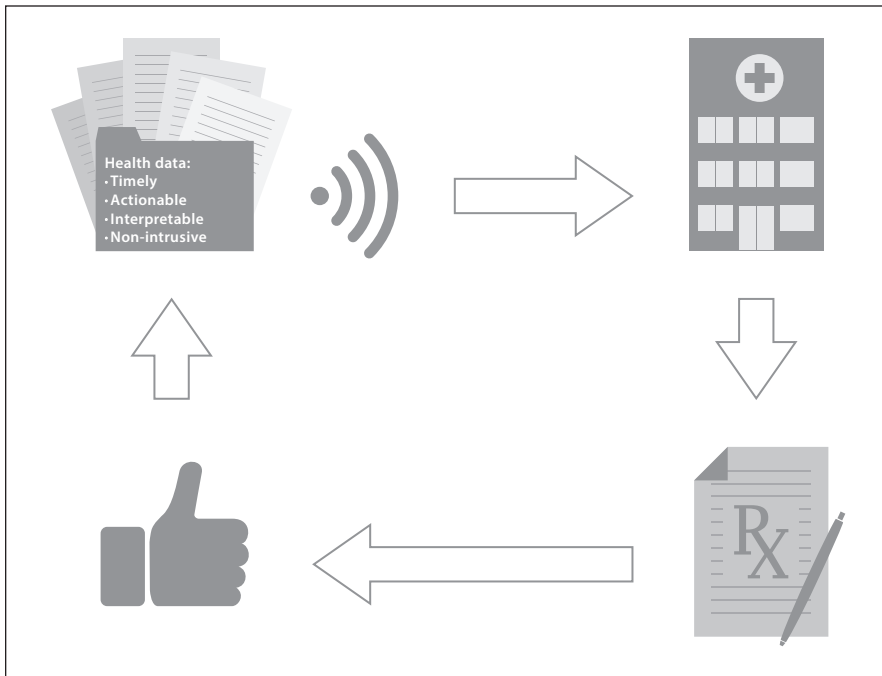 Health data:
· Timely
· Actionable
· Interpretable
· Non-intrusive
Rx